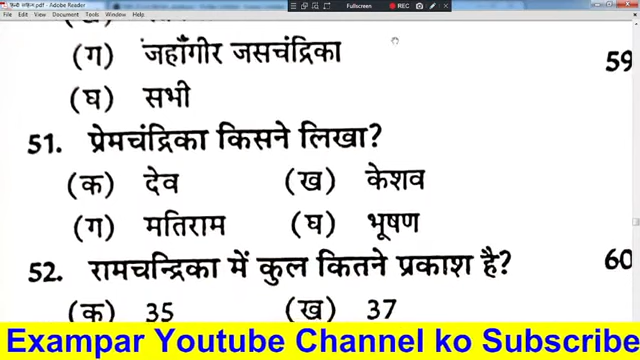 हिन्दी साहित्य.pdf - Adobe Reader
File Edit View Document Tools Window Help
Fullscreen REC
(ग) जहाँगीर जसचंद्रिका
59
(घ) सभी
51. प्रेमचंद्रिका किसने लिखा?
(क) देव (ख) केशव
(ग) मतिराम (घ) भूषण
52. रामचन्द्रिका में कुल कितने प्रकाश है?
60
(क) 35 (ख) 37
Exampar Youtube Channel ko Subscribe